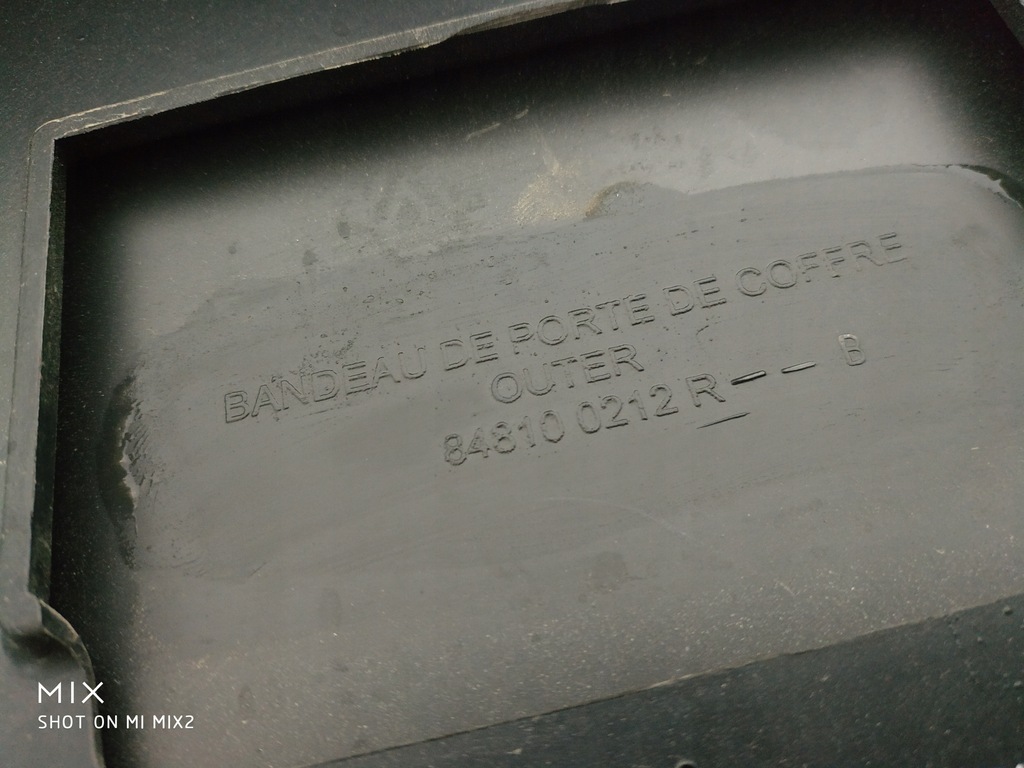 BANDEAU DE PORTE DE COFFRE
OUTER
84810 0212 R-- B
MIX
SHOT ON MI MIX2